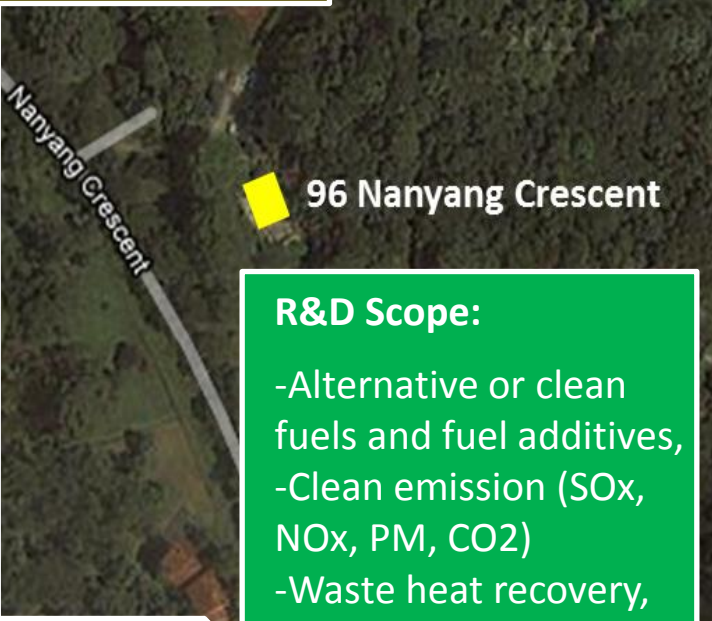 Nanyang Crescent
96 Nanyang Crescent
R&D Scope:
-Alternative or clean
fuels and fuel additives,
-Clean emission (SOx,
NOx, PM, CO2)
-Waste heat recovery,